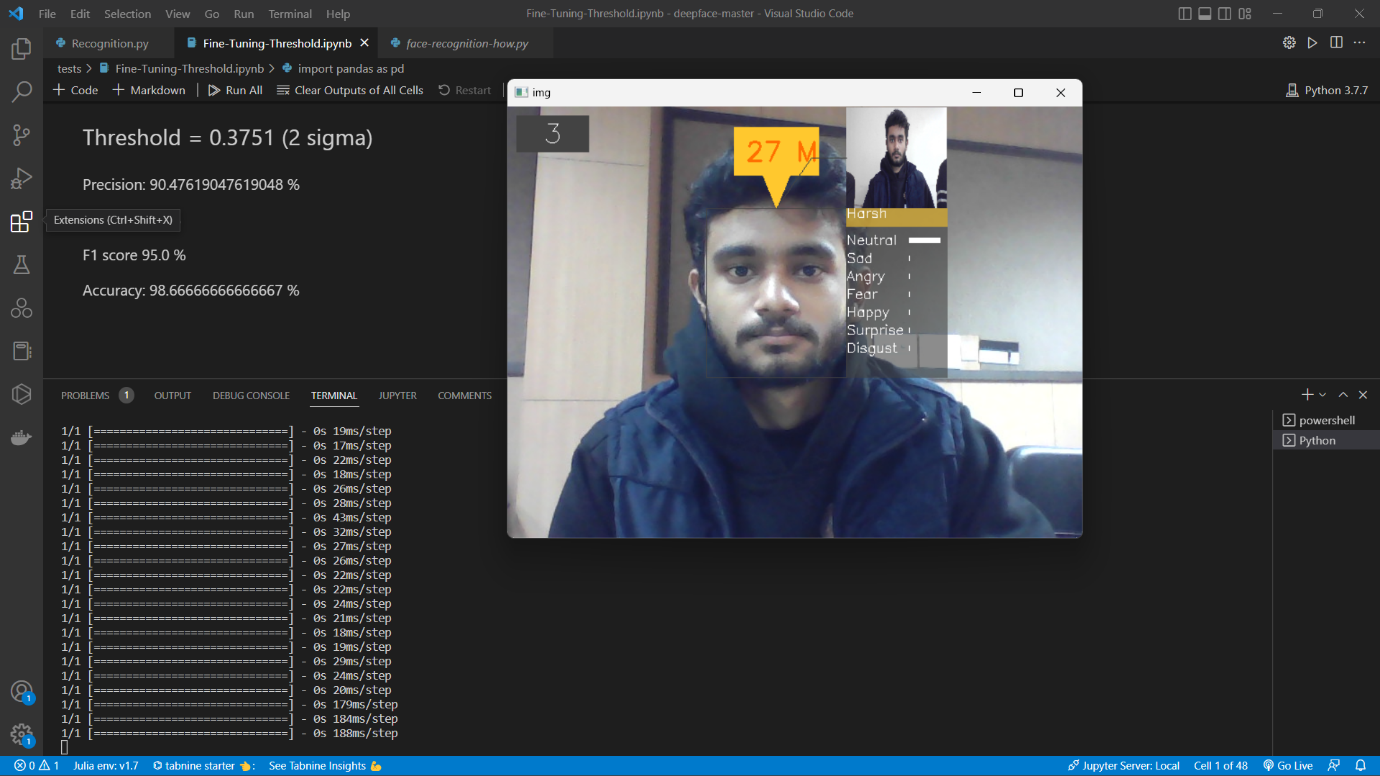 File Edit Selection View Go Run Terminal Help
Fine-Tuning-Threshold.ipynb - deepface-master - Visual Studio Code
Recognition.py
Fine-Tuning-Threshold.ipynb
face-recognition-how.py
tests > Fine-Tuning-Threshold.ipynb > import pandas as pd
+ Code + Markdown | Run All Clear Outputs of All Cells Restart
Python 3.7.7
Threshold = 0.3751 (2 sigma)
Precision: 90.47619047619048 %
Extensions (Ctrl+Shift+X)
F1 score 95.0 %
Accuracy: 98.66666666666667 %
img
3
27 M
Harsh
Neutral
Sad
Angry
Fear
Happy
Surprise
Disgust
PROBLEMS 1 OUTPUT DEBUG CONSOLE TERMINAL JUPYTER COMMENTS
powershell
Python
1/1 [==============================] - 0s 19ms/step
1/1 [==============================] - 0s 17ms/step
1/1 [==============================] - 0s 22ms/step
1/1 [==============================] - 0s 18ms/step
1/1 [==============================] - 0s 26ms/step
1/1 [==============================] - 0s 28ms/step
1/1 [==============================] - 0s 43ms/step
1/1 [==============================] - 0s 32ms/step
1/1 [==============================] - 0s 27ms/step
1/1 [==============================] - 0s 26ms/step
1/1 [==============================] - 0s 22ms/step
1/1 [==============================] - 0s 22ms/step
1/1 [==============================] - 0s 24ms/step
1/1 [==============================] - 0s 21ms/step
1/1 [==============================] - 0s 18ms/step
1/1 [==============================] - 0s 19ms/step
1/1 [==============================] - 0s 29ms/step
1/1 [==============================] - 0s 24ms/step
1/1 [==============================] - 0s 20ms/step
1/1 [==============================] - 0s 179ms/step
1/1 [==============================] - 0s 184ms/step
1/1 [==============================] - 0s 188ms/step
1
1
0 1 Julia env: v1.7 tabnine starter 👈: See Tabnine Insights 💪 Jupyter Server: Local Cell 1 of 48 Go Live